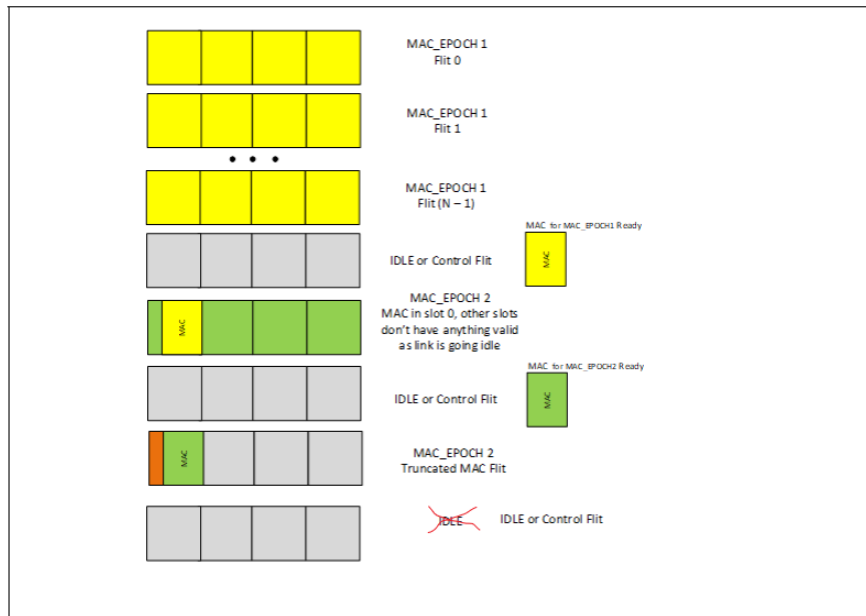 MAC_EPOCH 1
Flit 0
MAC_EPOCH 1
Flit 1
• • •
MAC_EPOCH 1
Flit (N – 1)
MAC for MAC_EPOCH1 Ready
IDLE or Control Flit
MAC
MAC_EPOCH 2
MAC in slot 0, other slots
don't have anything valid
as link is going idle
MAC
MAC for MAC_EPOCH2 Ready
IDLE or Control Flit
MAC
MAC
MAC_EPOCH 2
Truncated MAC Flit
IDLE IDLE or Control Flit